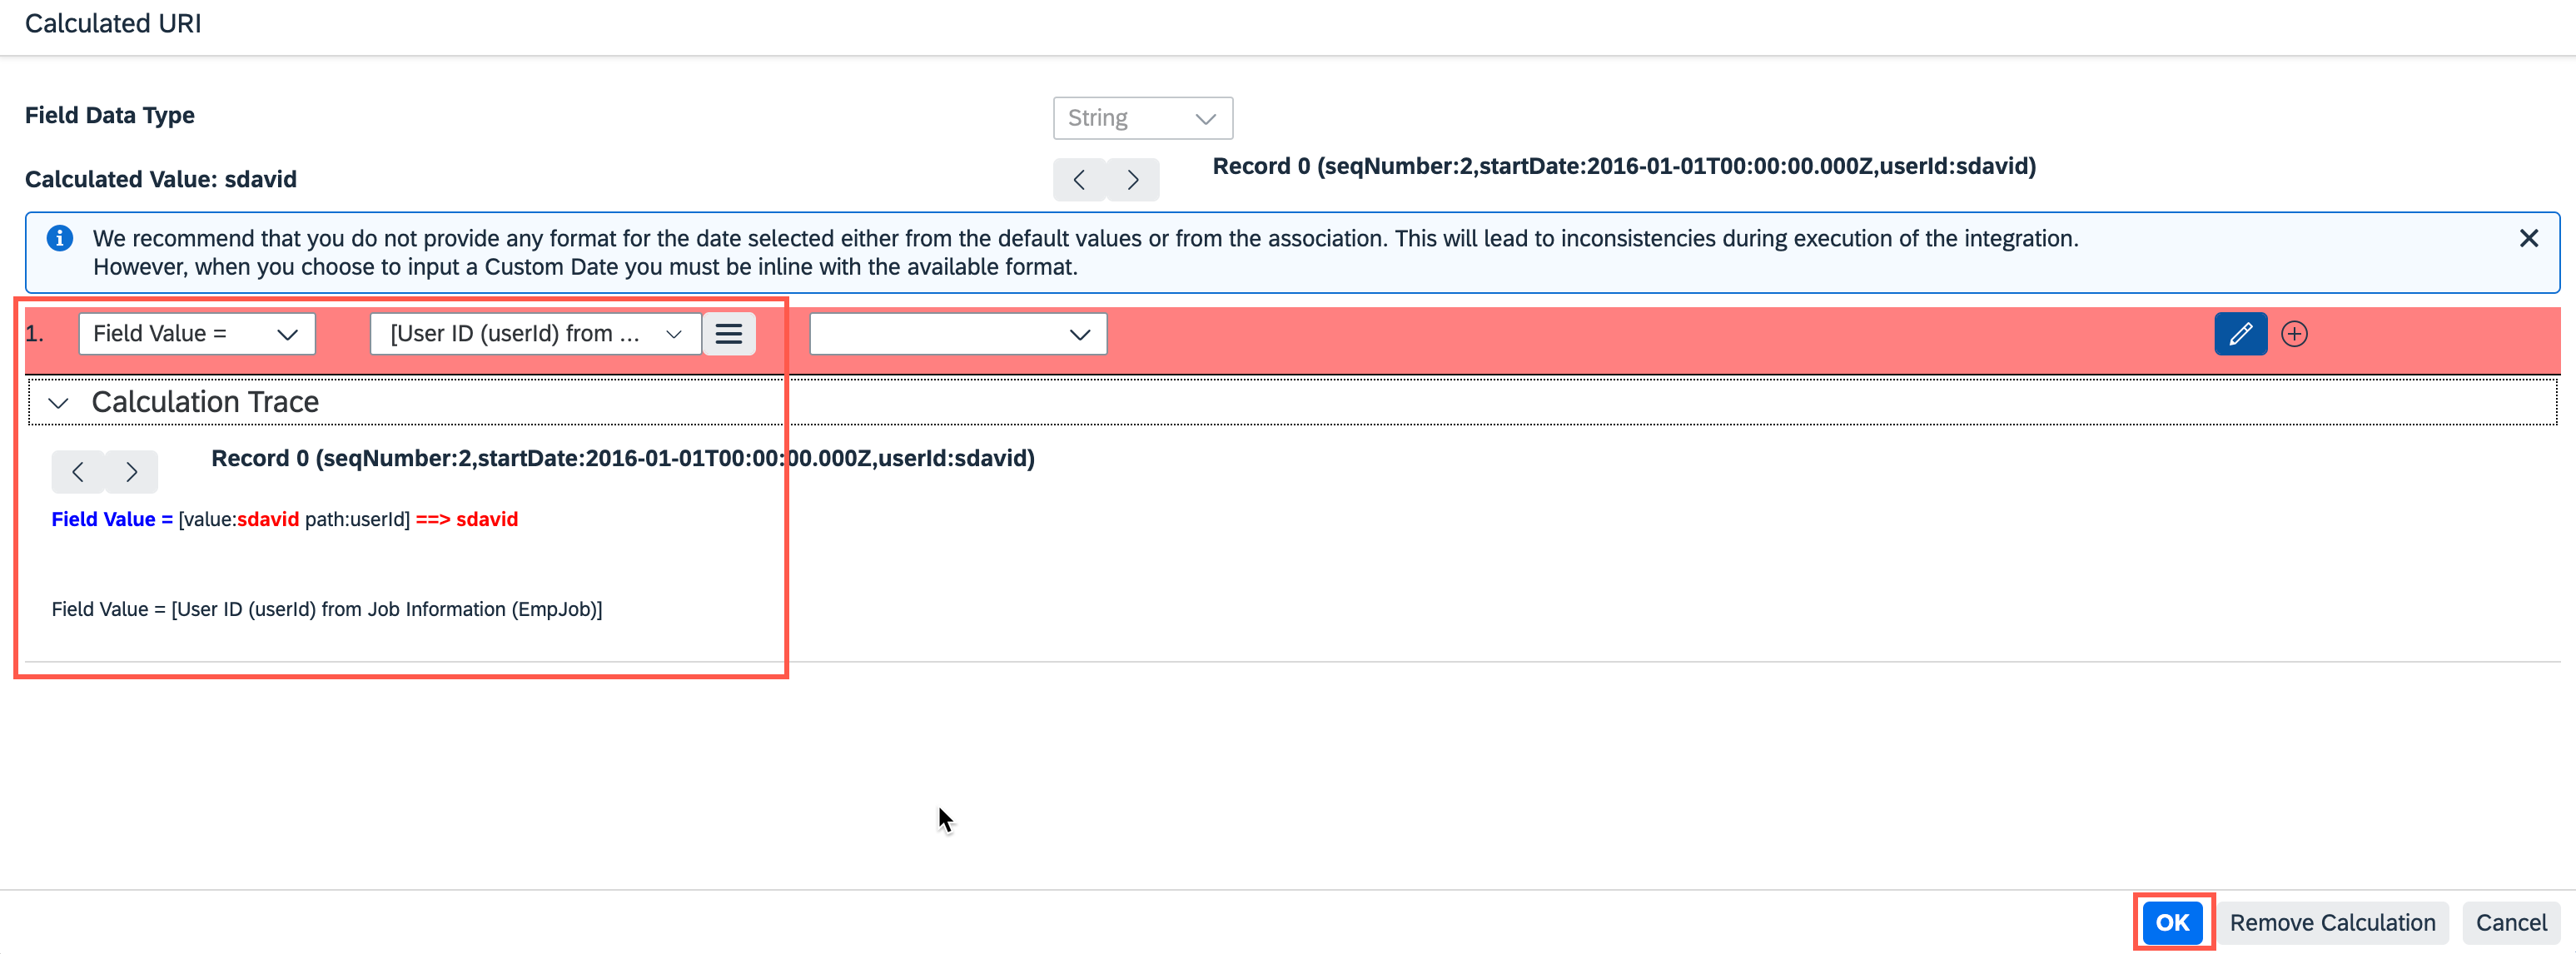 Calculated URI
Field Data Type
String
Calculated Value: sdavid
Record 0 (seqNumber:2,startDate:2016-01-01T00:00:00.000Z,userId:sdavid)
We recommend that you do not provide any format for the date selected either from the default values or from the association. This will lead to inconsistencies during execution of the integration.
However, when you choose to input a Custom Date you must be inline with the available format.
1. Field Value = [User ID (userId) from ...
Calculation Trace
Record 0 (seqNumber:2,startDate:2016-01-01T00:00:00.000Z,userId:sdavid)
Field Value = [value:sdavid path:userId] ==> sdavid
Field Value = [User ID (userId) from Job Information (EmpJob)]
OK Remove Calculation Cancel